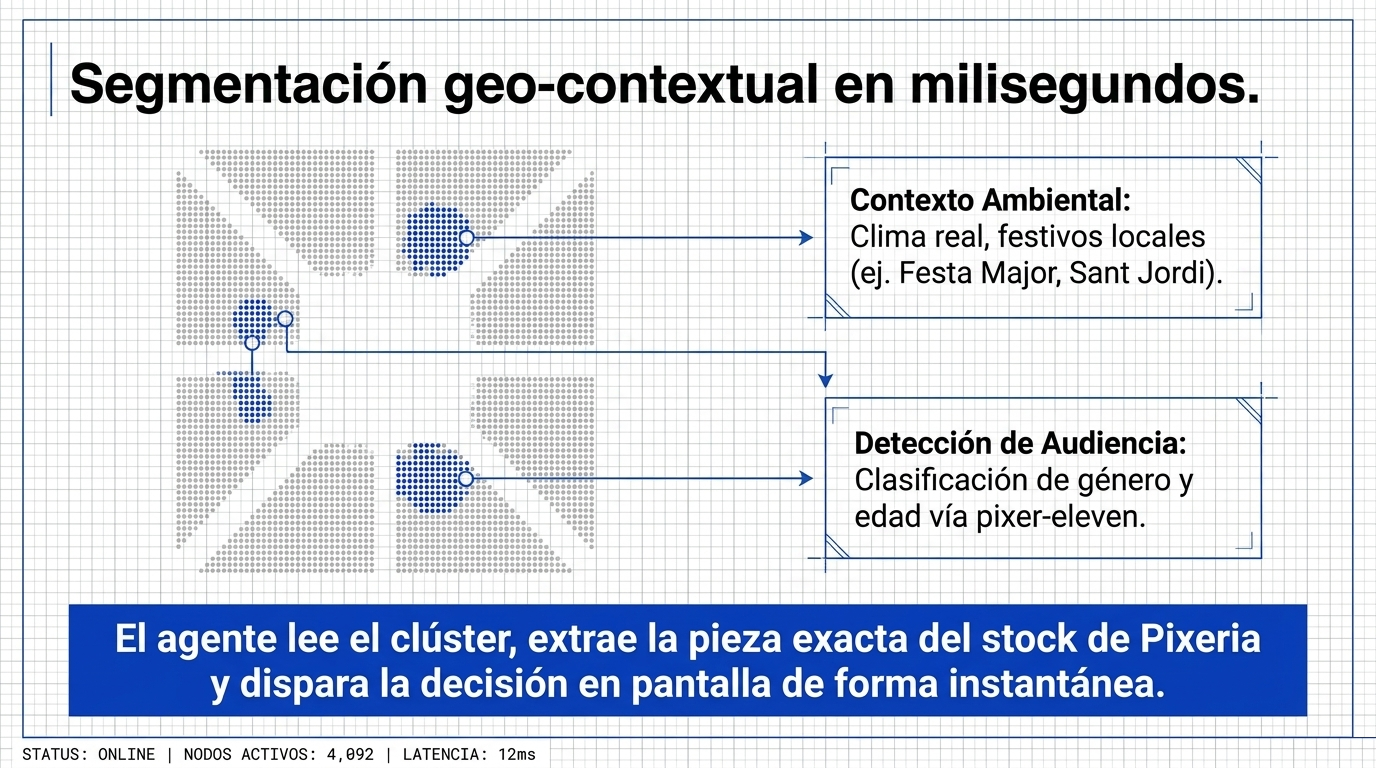 Segmentación geo-contextual en milisegundos.
Contexto Ambiental:
Clima real, festivos locales
(ej. Festa Major, Sant Jordi).
Detección de Audiencia:
Clasificación de género y
edad vía pixer-eleven.
El agente lee el clúster, extrae la pieza exacta del stock de Pixeria
y dispara la decisión en pantalla de forma instantánea.
STATUS: ONLINE | NODOS ACTIVOS: 4,092 | LATENCIA: 12ms